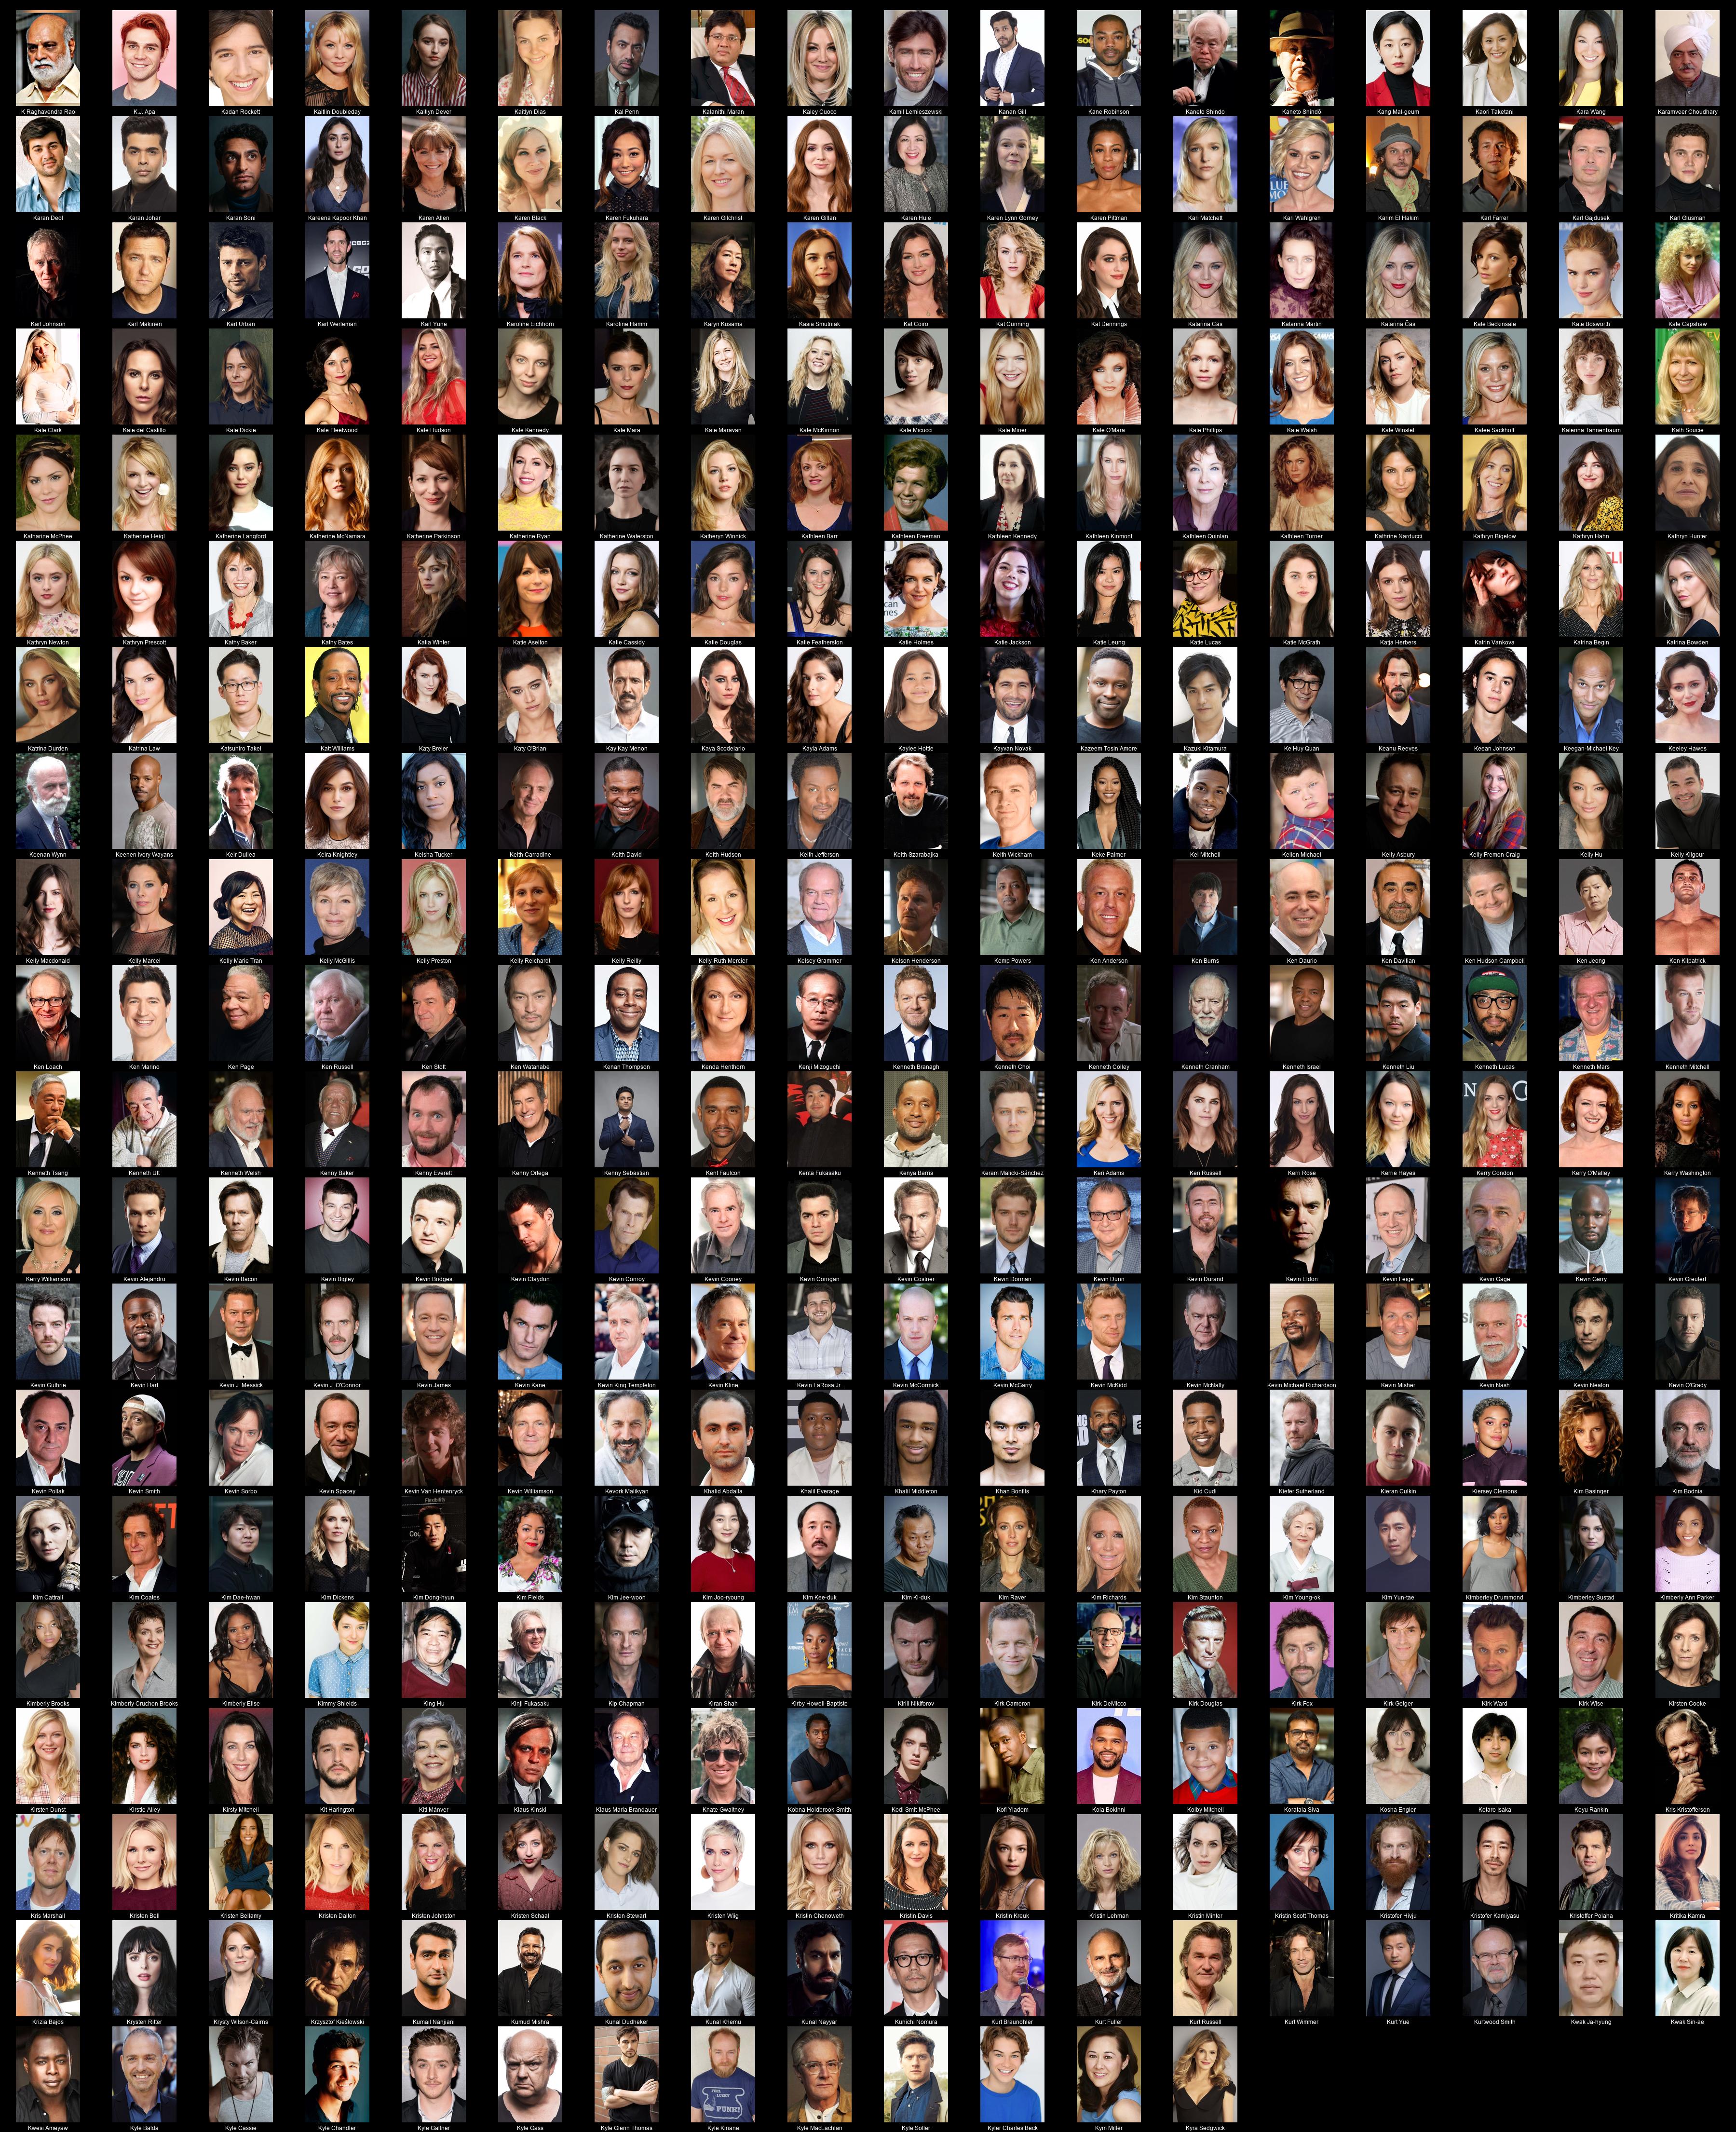 K Raghavendra Rao
K.J. Apa
Kadan Rockett
Kaitlin Doubleday
Kaitlyn Dever
Kaitlyn Dias
Kal Penn
Kalanithi Maran
Kaley Cuoco
Kamil Lemieszewski
Kanan Gill
Kane Robinson
Kaneto Shindo
Kaneto Shindô
Kang Mal-geum
Kaori Taketani
Kara Wang
Karamveer Choudhary
Karan Deol
Karan Johar
Karan Soni
Kareena Kapoor Khan
Karen Allen
Karen Black
Karen Fukuhara
Karen Gilchrist
Karen Gillan
Karen Huie
Karen Lynn Gorney
Karen Pittman
Kari Matchett
Kari Wahlgren
Karim El Hakim
Karl Farrer
Karl Gajdusek
Karl Glusman
Karl Johnson
Karl Makinen
Karl Urban
Karl Werleman
Karl Yune
Karoline Eichhorn
Karoline Hamm
Karyn Kusama
Kasia Smutniak
Kat Coiro
Kat Cunning
Kat Dennings
Katarina Cas
Katarina Martin
Katarina Čas
Kate Beckinsale
Kate Bosworth
Kate Capshaw
Kate Clark
Kate del Castillo
Kate Dickie
Kate Fleetwood
Kate Hudson
Kate Kennedy
Kate Mara
Kate Maravan
Kate McKinnon
Kate Micucci
Kate Miner
Kate O'Mara
Kate Phillips
Kate Walsh
Kate Winslet
Katee Sackhoff
Katerina Tannenbaum
Kath Soucie
Katharine McPhee
Katherine Heigl
Katherine Langford
Katherine McNamara
Katherine Parkinson
Katherine Ryan
Katherine Waterston
Katheryn Winnick
Kathleen Barr
Kathleen Freeman
Kathleen Kennedy
Kathleen Kinmont
Kathleen Quinlan
Kathleen Turner
Kathrine Narducci
Kathryn Bigelow
Kathryn Hahn
Kathryn Hunter
Kathryn Newton
Kathryn Prescott
Kathy Baker
Kathy Bates
Katia Winter
Katie Aselton
Katie Cassidy
Katie Douglas
Katie Featherston
Katie Holmes
Katie Jackson
Katie Leung
Katie Lucas
Katie McGrath
Katja Herbers
Katrin Vankova
Katrina Begin
Katrina Bowden
Katrina Durden
Katrina Law
Katsuhiro Takei
Katt Williams
Katy Breier
Katy O'Brian
Kay Kay Menon
Kaya Scodelario
Kayla Adams
Kaylee Hottle
Kayvan Novak
Kazeem Tosin Amore
Kazuki Kitamura
Ke Huy Quan
Keanu Reeves
Keean Johnson
Keegan-Michael Key
Keeley Hawes
Keenan Wynn
Keenen Ivory Wayans
Keir Dullea
Keira Knightley
Keisha Tucker
Keith Carradine
Keith David
Keith Hudson
Keith Jefferson
Keith Szarabajka
Keith Wickham
Keke Palmer
Kel Mitchell
Kellen Michael
Kelly Asbury
Kelly Fremon Craig
Kelly Hu
Kelly Kilgour
Kelly Macdonald
Kelly Marcel
Kelly Marie Tran
Kelly McGillis
Kelly Preston
Kelly Reichardt
Kelly Reilly
Kelly-Ruth Mercier
Kelsey Grammer
Kelson Henderson
Kemp Powers
Ken Anderson
Ken Burns
Ken Daurio
Ken Davitian
Ken Hudson Campbell
Ken Jeong
Ken Kilpatrick
Ken Loach
Ken Marino
Ken Page
Ken Russell
Ken Stott
Ken Watanabe
Kenan Thompson
Kenda Henthorn
Kenji Mizoguchi
Kenneth Branagh
Kenneth Choi
Kenneth Colley
Kenneth Cranham
Kenneth Israel
Kenneth Liu
Kenneth Lucas
Kenneth Mars
Kenneth Mitchell
Kenneth Tsang
Kenneth Utt
Kenneth Welsh
Kenny Baker
Kenny Everett
Kenny Ortega
Kenny Sebastian
Kent Faulcon
Kenta Fukasaku
Kenya Barris
Keram Malicki-Sánchez
Keri Adams
Keri Russell
Kerri Rose
Kerrie Hayes
Kerry Condon
Kerry O'Malley
Kerry Washington
Kerry Williamson
Kevin Alejandro
Kevin Bacon
Kevin Bigley
Kevin Bridges
Kevin Claydon
Kevin Conroy
Kevin Cooney
Kevin Corrigan
Kevin Costner
Kevin Dorman
Kevin Dunn
Kevin Durand
Kevin Eldon
Kevin Feige
Kevin Gage
Kevin Garry
Kevin Greutert
Kevin Guthrie
Kevin Hart
Kevin J. Messick
Kevin J. O'Connor
Kevin James
Kevin Kane
Kevin King Templeton
Kevin Kline
Kevin LaRosa Jr.
Kevin McCormick
Kevin McGarry
Kevin McKidd
Kevin McNally
Kevin Michael Richardson
Kevin Misher
Kevin Nash
Kevin Nealon
Kevin O'Grady
Kevin Pollak
Kevin Smith
Kevin Sorbo
Kevin Spacey
Kevin Van Hentenryck
Kevin Williamson
Kevork Malikyan
Khalid Abdalla
Khalil Everage
Khalil Middleton
Khan Bonfils
Khary Payton
Kid Cudi
Kiefer Sutherland
Kieran Culkin
Kiersey Clemons
Kim Basinger
Kim Bodnia
Kim Cattrall
Kim Coates
Kim Dae-hwan
Kim Dickens
Kim Dong-hyun
Kim Fields
Kim Jee-woon
Kim Joo-ryoung
Kim Kee-duk
Kim Ki-duk
Kim Raver
Kim Richards
Kim Staunton
Kim Young-ok
Kim Yun-tae
Kimberley Drummond
Kimberley Sustad
Kimberly Ann Parker
Kimberly Brooks
Kimberly Cruchon Brooks
Kimberly Elise
Kimmy Shields
King Hu
Kinji Fukasaku
Kip Chapman
Kiran Shah
Kirby Howell-Baptiste
Kirill Nikiforov
Kirk Cameron
Kirk DeMicco
Kirk Douglas
Kirk Fox
Kirk Geiger
Kirk Ward
Kirk Wise
Kirsten Cooke
Kirsten Dunst
Kirstie Alley
Kirsty Mitchell
Kit Harington
Kiti Mánver
Klaus Kinski
Klaus Maria Brandauer
Knate Gwaltney
Kobna Holdbrook-Smith
Kodi Smit-McPhee
Kofi Yiadom
Kola Bokinni
Kolby Mitchell
Koratala Siva
Kosha Engler
Kotaro Isaka
Koyu Rankin
Kris Kristofferson
Kris Marshall
Kristen Bell
Kristen Bellamy
Kristen Dalton
Kristen Johnston
Kristen Schaal
Kristen Stewart
Kristen Wiig
Kristin Chenoweth
Kristin Davis
Kristin Kreuk
Kristin Lehman
Kristin Minter
Kristin Scott Thomas
Kristofer Hivju
Kristofer Kamiyasu
Kristoffer Polaha
Kritika Kamra
Krizia Bajos
Krysten Ritter
Krysty Wilson-Cairns
Krzysztof Kieślowski
Kumail Nanjiani
Kumud Mishra
Kunal Dudheker
Kunal Khemu
Kunal Nayyar
Kunichi Nomura
Kurt Braunohler
Kurt Fuller
Kurt Russell
Kurt Wimmer
Kurt Yue
Kurtwood Smith
Kwak Ja-hyung
Kwak Sin-ae
Kwesi Ameyaw
Kyle Balda
Kyle Cassie
Kyle Chandler
Kyle Gallner
Kyle Gass
Kyle Glenn Thomas
Kyle Kinane
Kyle MacLachlan
Kyle Soller
Kyler Charles Beck
Kym Miller
Kyra Sedgwick